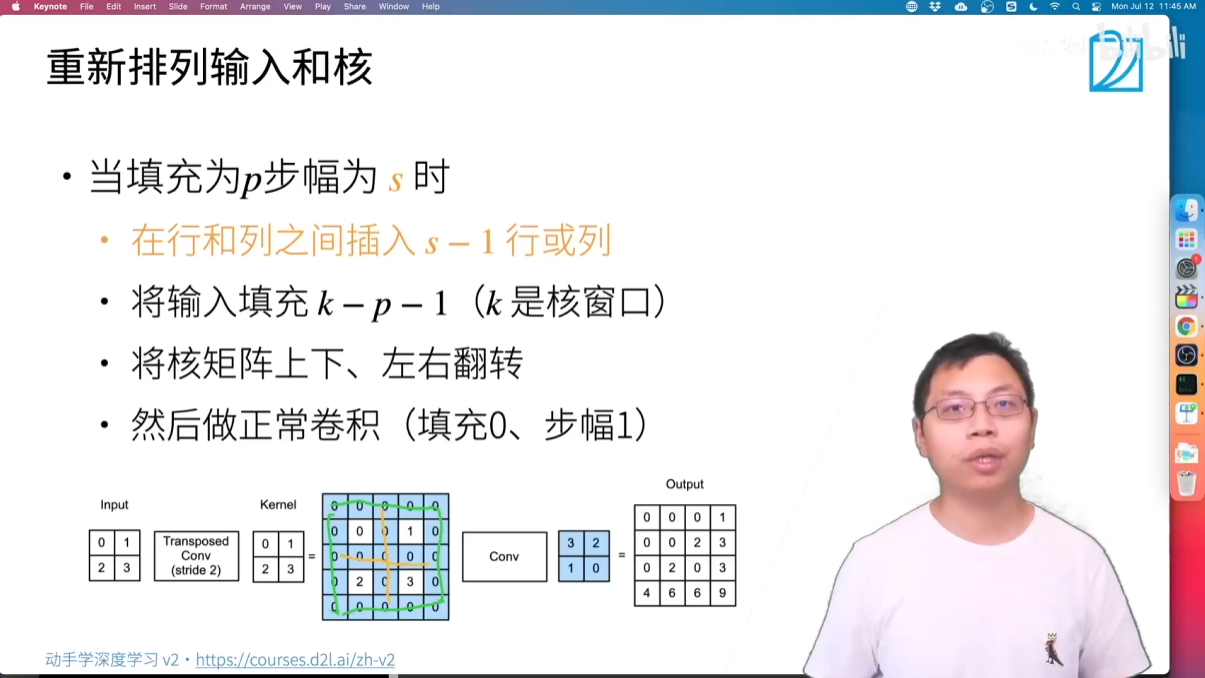 Keynote File Edit Insert Slide Format Arrange View Play Share Window Help Mon Jul 12 11:45 AM
重新排列输入和核
bilibili
• 当填充为p步幅为 s 时
• 在行和列之间插入 s − 1 行或列
• 将输入填充 k − p − 1（k 是核窗口）
• 将核矩阵上下、左右翻转
• 然后做正常卷积（填充0、步幅1）
Input
0 1
2 3
Transposed
Conv
(stride 2)
Kernel
0 1
2 3
=
0 0 0 0 0
0 0 0 1 0
0 0 0 0 0
0 2 0 3 0
0 0 0 0 0
Conv
3 2
1 0
=
Output
0 0 0 1
0 0 2 3
0 2 0 3
4 6 6 9
动手学深度学习 v2 • https://courses.d2l.ai/zh-v2
1